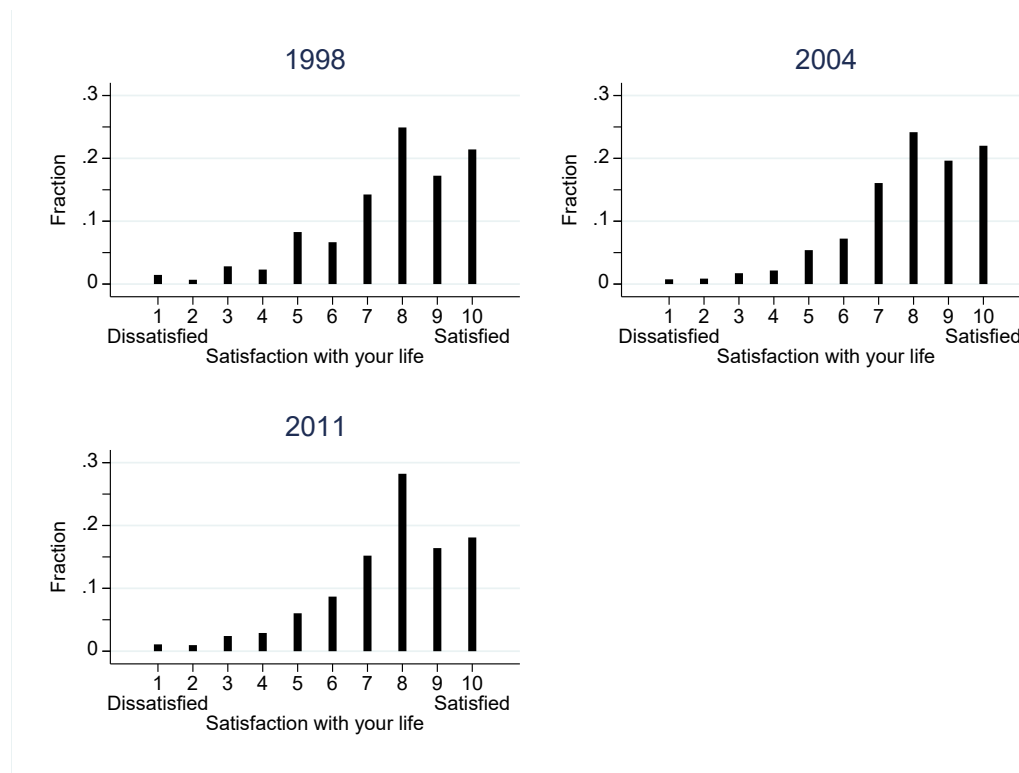 1998
.3
.2
.1
0
Fraction
1 2 3 4 5 6 7 8 9 10
Dissatisfied Satisfied
Satisfaction with your life
2004
.3
.2
.1
0
Fraction
1 2 3 4 5 6 7 8 9 10
Dissatisfied Satisfied
Satisfaction with your life
2011
.3
.2
.1
0
Fraction
1 2 3 4 5 6 7 8 9 10
Dissatisfied Satisfied
Satisfaction with your life